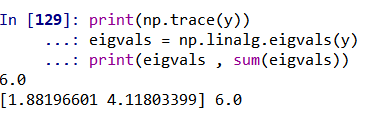 In [129]: print(np.trace(y))
     ...: eigvals = np.linalg.eigvals(y)
     ...: print(eigvals , sum(eigvals))
6.0
[1.88196601 4.11803399] 6.0